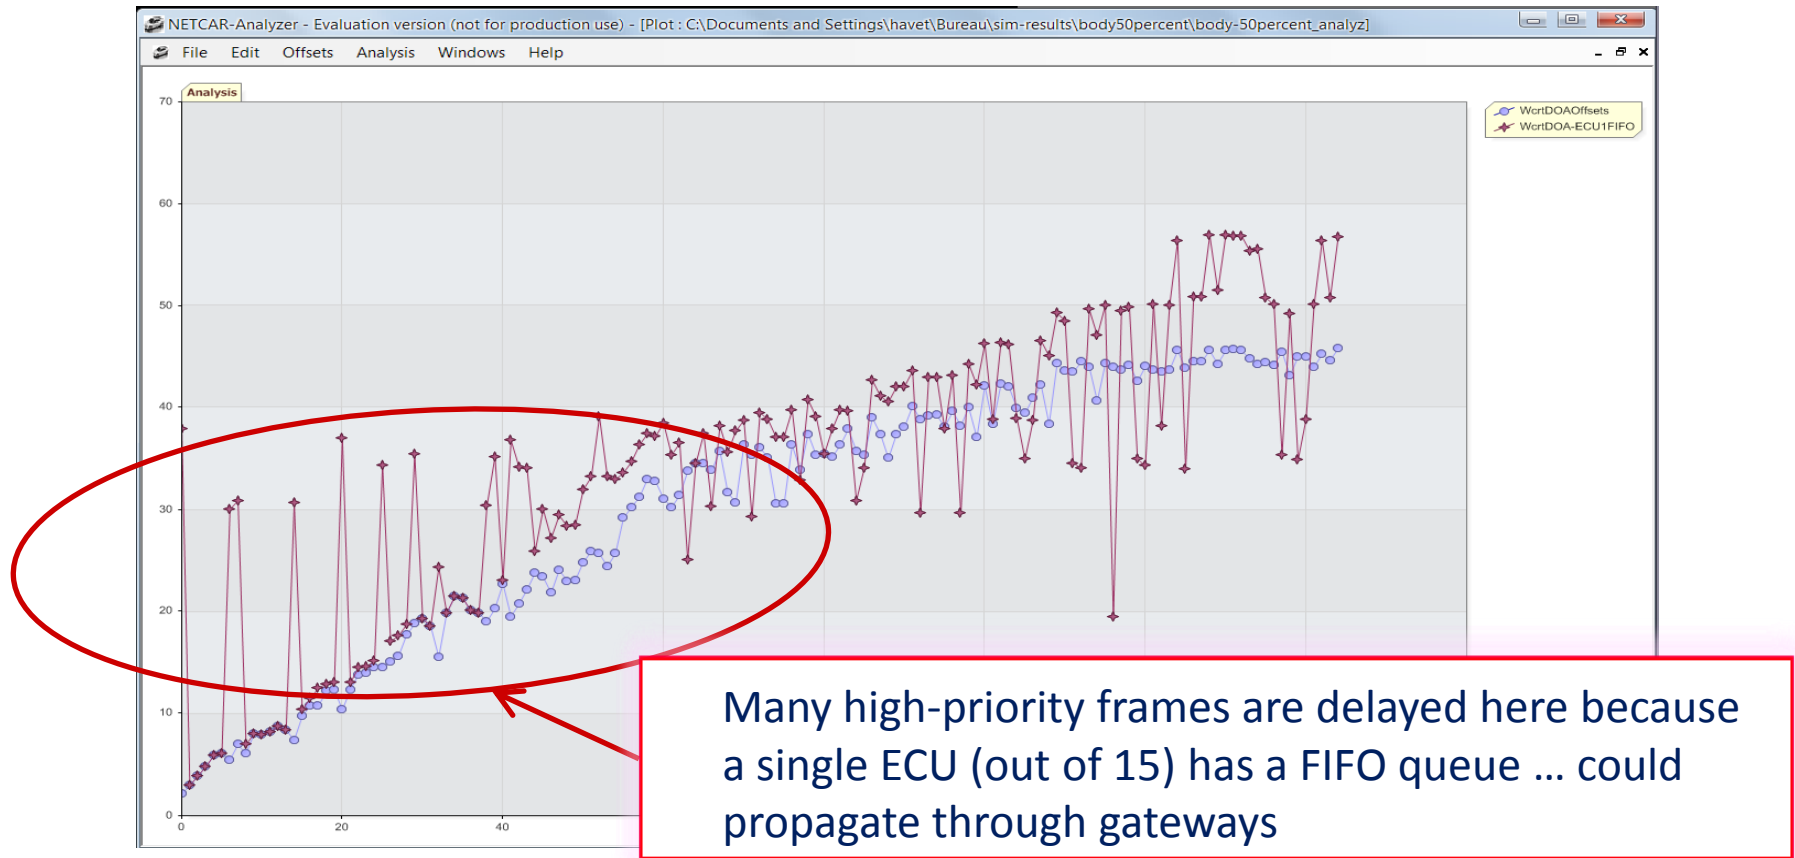 NETCAR-Analyzer - Evaluation version (not for production use) - [Plot : C:\Documents and Settings\havet\Bureau\sim-results\body50percent\body-50percent_analyz]
File Edit Offsets Analysis Windows Help
Analysis
70
60
50
40
30
20
10
0
0 20 40
WcrtDOAOffsets
WcrtDOA-ECU1FIFO
Many high-priority frames are delayed here because
a single ECU (out of 15) has a FIFO queue … could
propagate through gateways